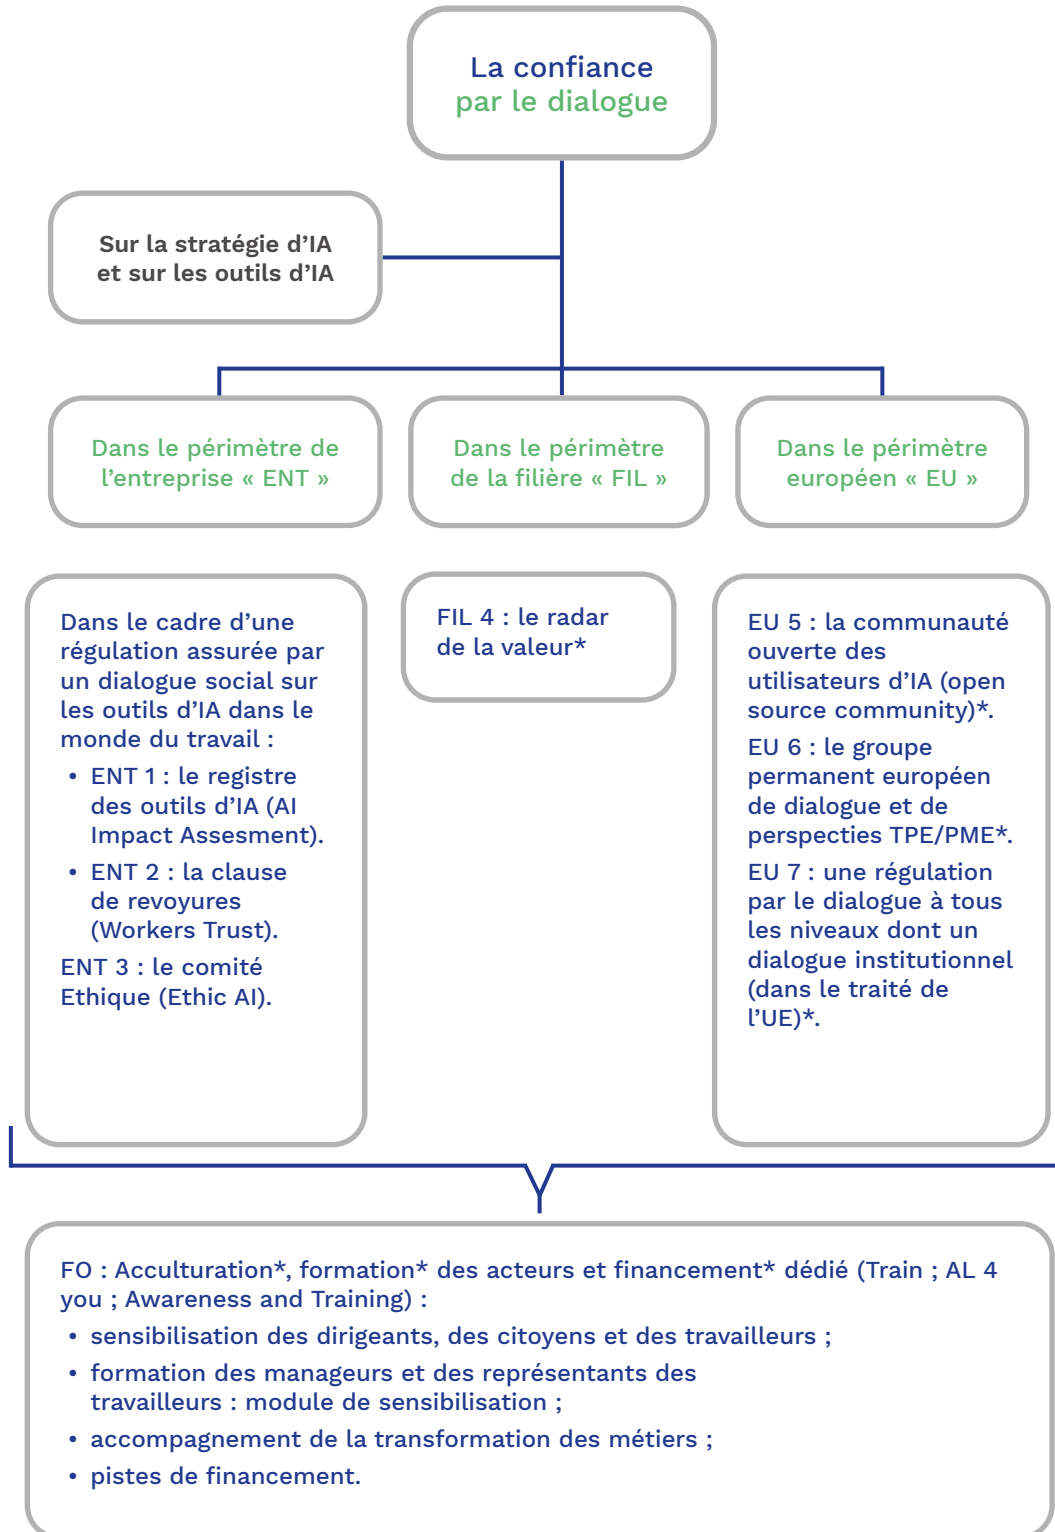 La confiance
par le dialogue
Sur la stratégie d’IA
et sur les outils d’IA
Dans le périmètre de
l’entreprise « ENT »
Dans le périmètre
de la filière « FIL »
Dans le périmètre
européen « EU »
Dans le cadre d’une
régulation assurée par
un dialogue social sur
les outils d’IA dans le
monde du travail :
• ENT 1 : le registre
des outils d’IA (AI
Impact Assesment).
• ENT 2 : la clause
de revoyures
(Workers Trust).
ENT 3 : le comité
Ethique (Ethic AI).
FIL 4 : le radar
de la valeur*
EU 5 : la communauté
ouverte des
utilisateurs d’IA (open
source community)*.
EU 6 : le groupe
permanent européen
de dialogue et de
perspecties TPE/PME*.
EU 7 : une régulation
par le dialogue à tous
les niveaux dont un
dialogue institutionnel
(dans le traité de
l’UE)*.
FO : Acculturation*, formation* des acteurs et financement* dédié (Train ; AL 4
you ; Awareness and Training) :
• sensibilisation des dirigeants, des citoyens et des travailleurs ;
• formation des manageurs et des représentants des
travailleurs : module de sensibilisation ;
• accompagnement de la transformation des métiers ;
• pistes de financement.